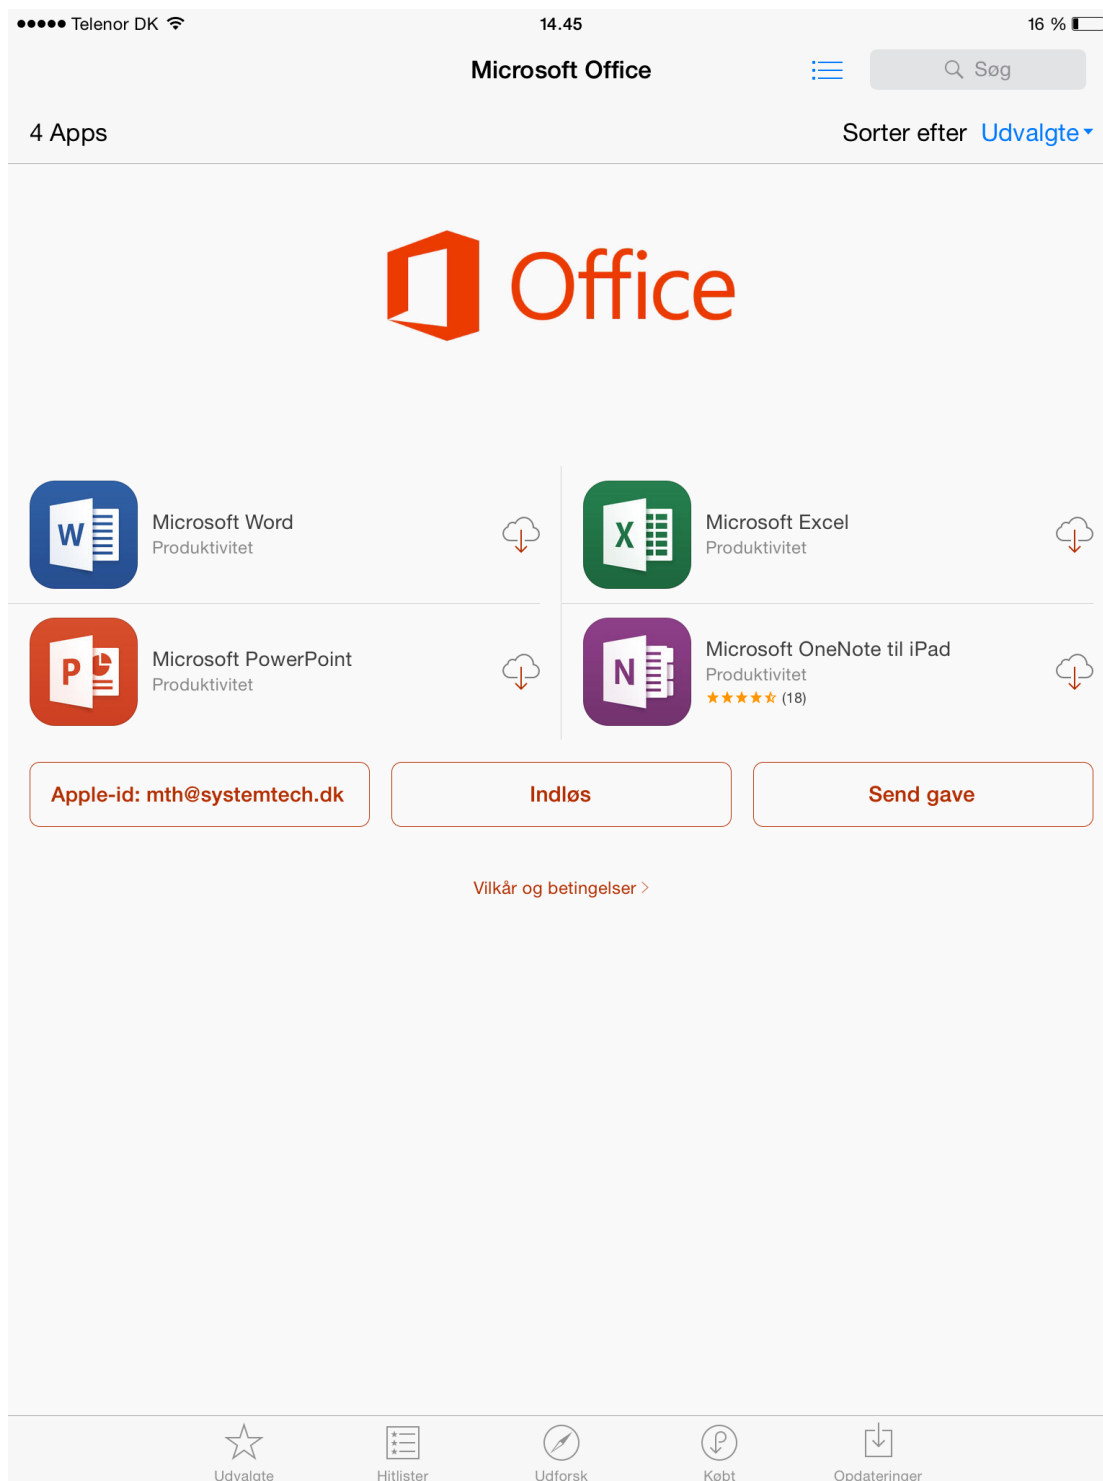 Telenor DK
14.45
16 %
Microsoft Office
Søg
4 Apps
Sorter efter Udvalgte
Office
Microsoft Word
Produktivitet
Microsoft Excel
Produktivitet
Microsoft PowerPoint
Produktivitet
Microsoft OneNote til iPad
Produktivitet
(18)
Apple-id: mth@systemtech.dk
Indløs
Send gave
Vilkår og betingelser >
Udvalgte
Hitlister
Udforsk
Købt
Opdateringer